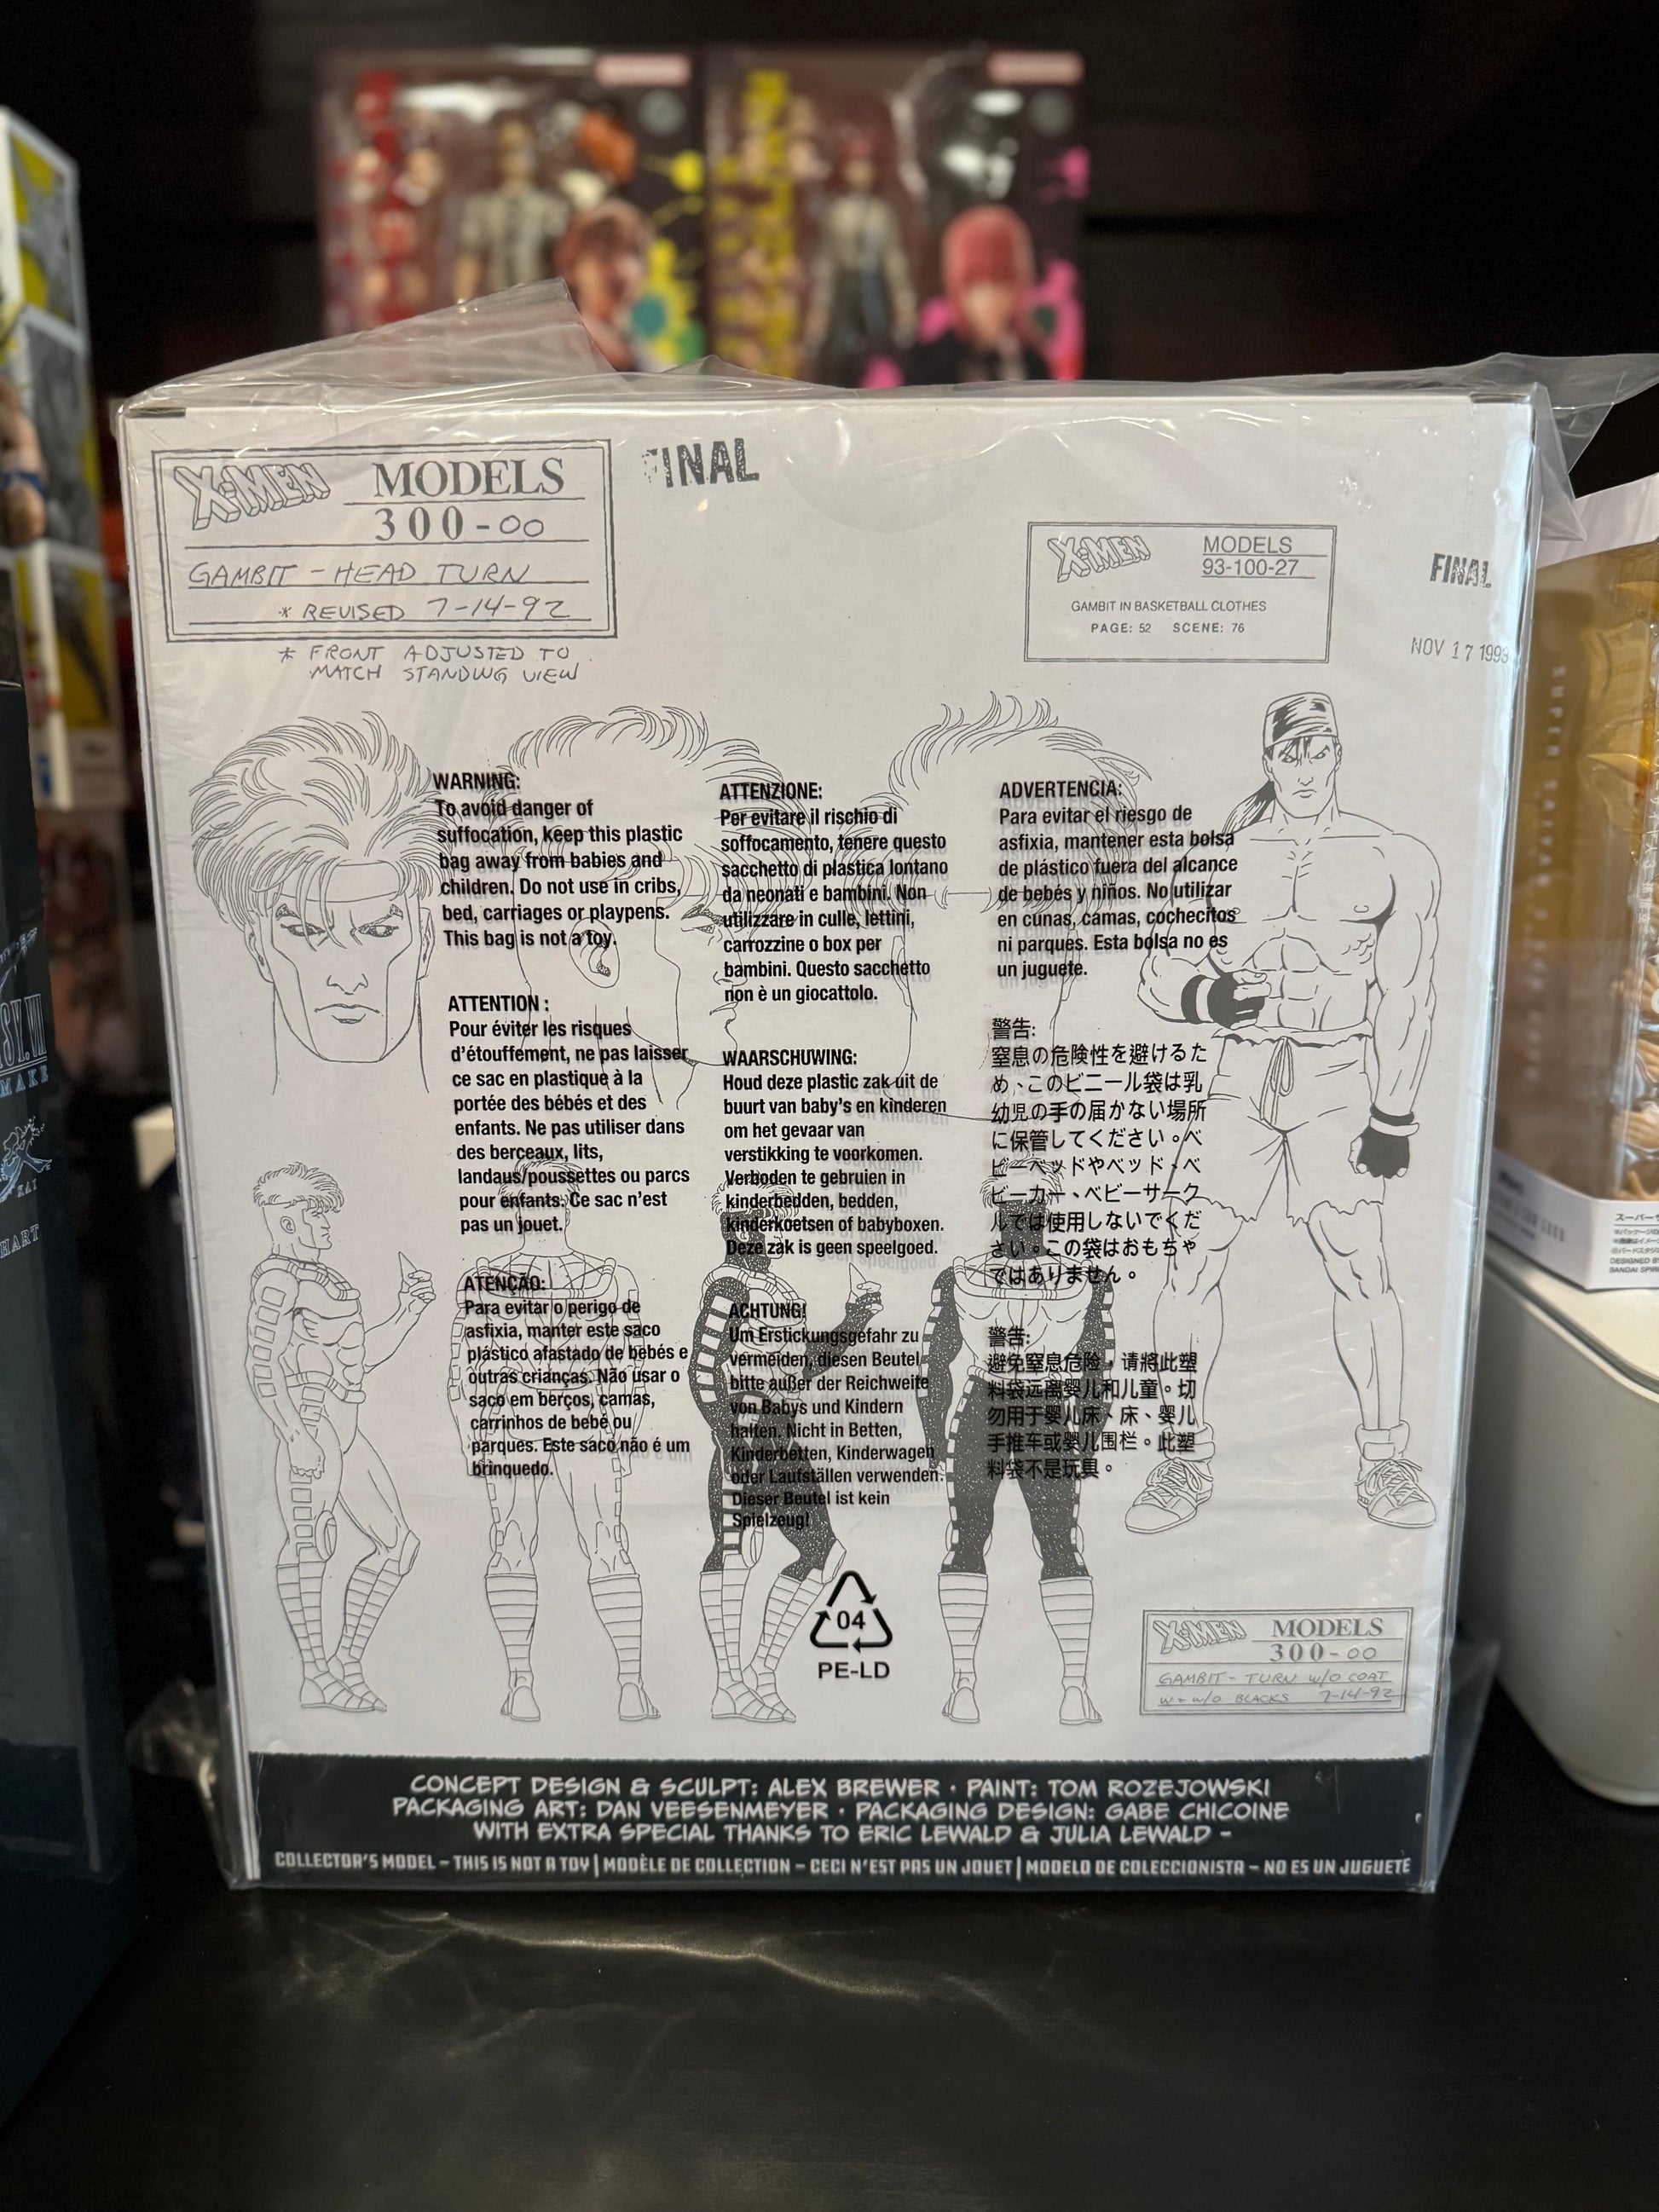 X-MEN MODELS
300-00
GAMBIT - HEAD TURN
* REVISED 7-14-92
* FRONT ADJUSTED TO
MATCH STANDING VIEW
FINAL
X-MEN MODELS
93-100-27
GAMBIT IN BASKETBALL CLOTHES
PAGE: 52 SCENE: 76
FINAL
NOV 17 1993
WARNING:
To avoid danger of
suffocation, keep this plastic
bag away from babies and
children. Do not use in cribs,
bed, carriages or playpens.
This bag is not a toy.
ATTENTION :
Pour éviter les risques
d'étouffement, ne pas laisser
ce sac en plastique à la
portée des bébés et des
enfants. Ne pas utiliser dans
des berceaux, lits,
landaus/poussettes ou parcs
pour enfants. Ce sac n'est
pas un jouet.
ATENÇÃO:
Para evitar o perigo de
asfixia, manter este saco
plástico afastado de bebés e
outras crianças. Não usar o
saco em berços, camas,
carrinhos de bebé ou
parques. Este saco não é um
brinquedo.
ATTENZIONE:
Per evitare il rischio di
soffocamento, tenere questo
sacchetto di plastica lontano
da neonati e bambini. Non
utilizzare in culle, lettini,
carrozzine o box per
bambini. Questo sacchetto
non è un giocattolo.
WAARSCHUWING:
Houd deze plastic zak uit de
buurt van baby's en kinderen
om het gevaar van
verstikking te voorkomen.
Verboden te gebruien in
kinderbedden, bedden,
kinderkoetsen of babyboxen.
Deze zak is geen speelgoed.
ACHTUNG!
Um Erstickungsgefahr zu
vermeiden, diesen Beutel
bitte außer der Reichweite
von Babys und Kindern
halten. Nicht in Betten,
Kinderbetten, Kinderwagen
oder Laufställen verwenden.
Dieser Beutel ist kein
Spielzeug!
ADVERTENCIA:
Para evitar el riesgo de
asfixia, mantener esta bolsa
de plástico fuera del alcance
de bebés y niños. No utilizar
en cunas, camas, cochecitos
ni parques. Esta bolsa no es
un juguete.
警告:
窒息の危険性を避けるた
め、このビニール袋は乳
幼児の手の届かない場所
に保管してください。ベ
ビーベッドやベッド、ベ
ビーカー、ベビーサーク
ルでは使用しないでくだ
さい。この袋はおもちゃ
ではありません。
警告:
避免窒息危险,请將此塑
料袋远离婴儿和儿童。切
勿用于婴儿床、床、婴儿
手推车或婴儿围栏。此塑
料袋不是玩具。
04
PE-LD
X-MEN MODELS
300-00
GAMBIT - TURN W/O COAT
W + W/O BLACKS 7-14-92
CONCEPT DESIGN & SCULPT: ALEX BREWER · PAINT: TOM ROZEJOWSKI
PACKAGING ART: DAN VEESENMEYER · PACKAGING DESIGN: GABE CHICOINE
WITH EXTRA SPECIAL THANKS TO ERIC LEWALD & JULIA LEWALD -
COLLECTOR'S MODEL – THIS IS NOT A TOY | MODÈLE DE COLLECTION – CECI N'EST PAS UN JOUET | MODELO DE COLECCIONISTA – NO ES UN JUGUETE